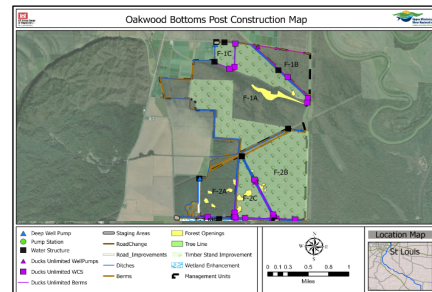 Oakwood Bottoms Post Construction Map
F-1C
F-1B
F-1A
F-2B
F-2A
F-2C
Deep Well Pump
Pump Station
Water Structure
Ducks Unlimited WellPumps
Ducks Unlimited WCS
Ducks Unlimited Berms
Staging Areas
RoadChange
Road_Improvements
Ditches
Berms
Forest Openings
Tree Line
Timber Stand Improvement
Wetland Enhancement
Management Units
0 0.1 0.3 0.5 0.8 1
Miles
Location Map
St Louis